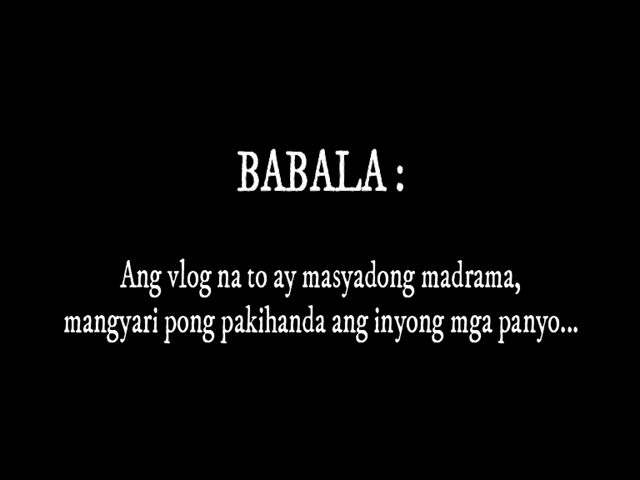 BABALA :
Ang vlog na to ay masyadong madrama,
mangyari pong pakihanda ang inyong mga panyo...